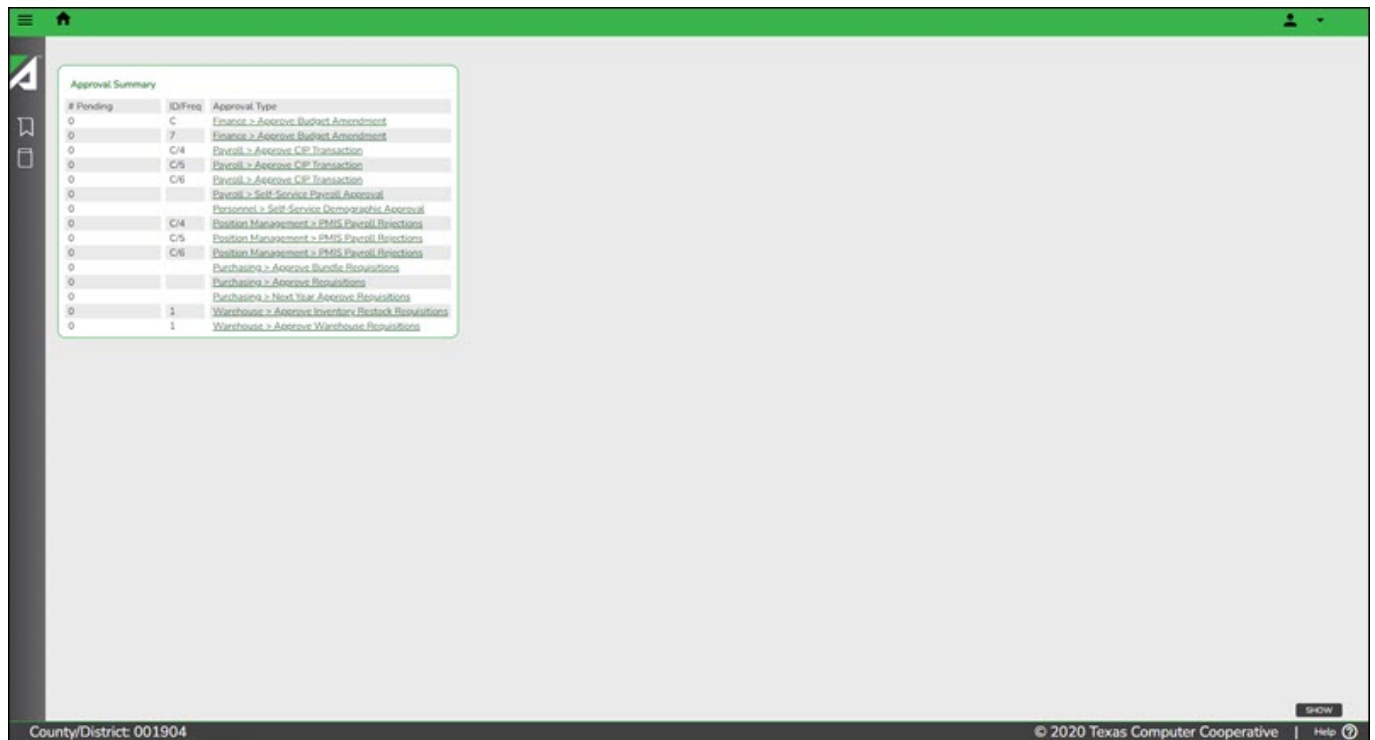 Approval Summary
# Pending ID/Freq Approval Type
0 C Finance > Approve Budget Amendment
0 7 Finance > Approve Budget Amendment
0 C/4 Payroll > Approve CIP Transaction
0 C/5 Payroll > Approve CIP Transaction
0 C/6 Payroll > Approve CIP Transaction
0 Payroll > Self-Service Payroll Approval
0 Personnel > Self-Service Demographic Approval
0 C/4 Position Management > PMIS Payroll Rejections
0 C/5 Position Management > PMIS Payroll Rejections
0 C/6 Position Management > PMIS Payroll Rejections
0 Purchasing > Approve Bundle Requisitions
0 Purchasing > Approve Requisitions
0 Purchasing > Next Year Approve Requisitions
0 1 Warehouse > Approve Inventory Restock Requisitions
0 1 Warehouse > Approve Warehouse Requisitions
SHOW
County/District: 001904 © 2020 Texas Computer Cooperative | Help ?